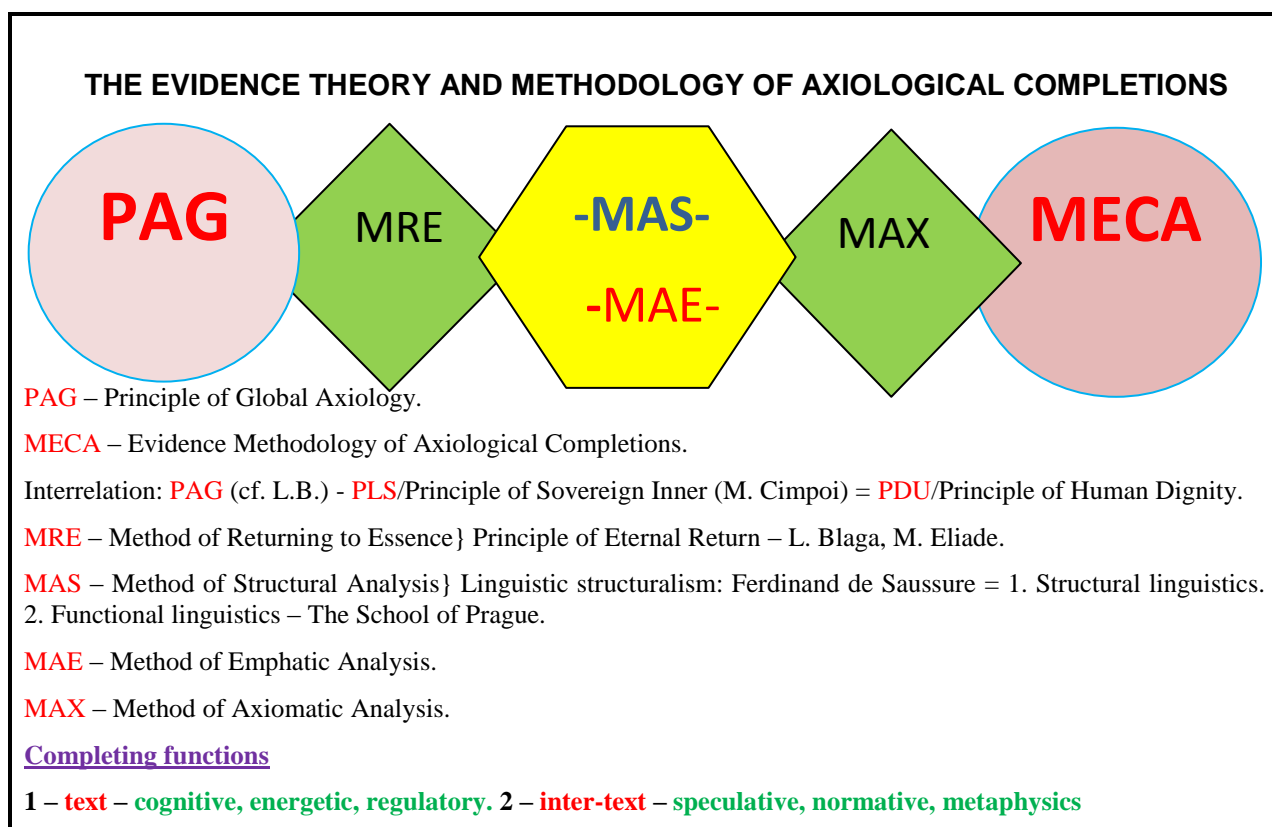 THE EVIDENCE THEORY AND METHODOLOGY OF AXIOLOGICAL COMPLETIONS
PAG
MRE
-MAS-
-MAE-
MAX
MECA
PAG – Principle of Global Axiology.
MECA – Evidence Methodology of Axiological Completions.
Interrelation: PAG (cf. L.B.) - PLS/Principle of Sovereign Inner (M. Cimpoi) = PDU/Principle of Human Dignity.
MRE – Method of Returning to Essence} Principle of Eternal Return – L. Blaga, M. Eliade.
MAS – Method of Structural Analysis} Linguistic structuralism: Ferdinand de Saussure = 1. Structural linguistics.
2. Functional linguistics – The School of Prague.
MAE – Method of Emphatic Analysis.
MAX – Method of Axiomatic Analysis.
Completing functions
1 – text – cognitive, energetic, regulatory. 2 – inter-text – speculative, normative, metaphysics